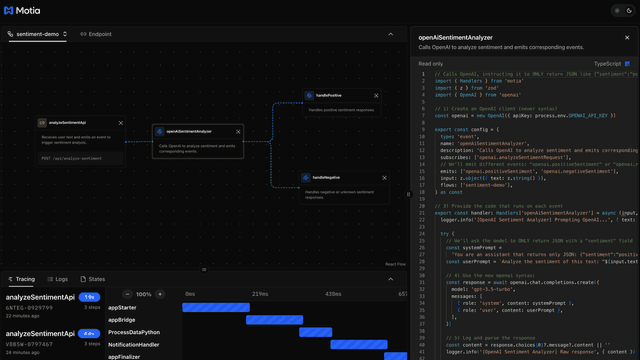 Motia
sentiment-demo
Endpoint
analyzeSentimentApi
Receives user text and emits an event to
trigger sentiment analysis.
POST /api/analyze-sentiment
openAiSentimentAnalyzer
Calls OpenAI to analyze sentiment and emits
corresponding events.
handlePositive
Handles positive sentiment responses.
handleNegative
Handles negative or unknown sentiment
responses
React Flow
Tracing
Logs
States
analyzeSentimentApi
3 steps
22 minutes ago
analyzeSentimentApi
3 steps
34 minutes ago
100%
0ms
219ms
438ms
657
appStarter
appBridge
ProcessDataPython
NotificationHandler
appFinalizer
openAiSentimentAnalyzer
Calls OpenAI to analyze sentiment and emits corresponding events.
Read only
TypeScript
1 // Calls OpenAI, instructing it to ONLY return JSON like {"sentiment":"po
2 import { Handlers } from 'motia'
3 import { z } from 'zod'
4 import { OpenAI } from 'openai'
5
6 // 1) Create an OpenAI client (newer syntax)
7 const openai = new OpenAI({ apiKey: process.env.OPENAI_API_KEY })
8
9 export const config = {
10 type: 'event',
11 name: 'openAiSentimentAnalyzer',
12 description: 'Calls OpenAI to analyze sentiment and emits corresponding
13 subscribes: ['openai.analyzeSentimentRequest'],
14 // We'll emit different events: "openai.positiveSentiment" or "openai.
15 emits: ['openai.positiveSentiment', 'openai.negativeSentiment'],
16 input: z.object({ text: z.string() }),
17 flows: ['sentiment-demo'],
18 } as const
19
20 // 3) Provide the code that runs on each event
21 export const handler: Handlers['openAiSentimentAnalyzer'] = async (input,
22 logger.info('[OpenAI Sentiment Analyzer] Prompting OpenAI...', { text:
23
24 try {
25 // We'll ask the model to ONLY return JSON with a "sentiment" field
26 const systemPrompt =
27 'You are an assistant that returns only JSON: {"sentiment":"positiv
28 const userPrompt = `Analyze the sentiment of this text: "${input.text
29
30 // 4) Use the new openai syntax:
31 const response = await openai.chat.completions.create({
32 model: 'gpt-3.5-turbo',
33 messages: [
34 { role: 'system', content: systemPrompt },
35 { role: 'user', content: userPrompt },
36 ],
37 })
38
39 // 5) Log and parse the response
40 const content = response.choices[0]?.message?.content || ''
41 logger.info('[OpenAI Sentiment Analyzer] Raw response', { content })